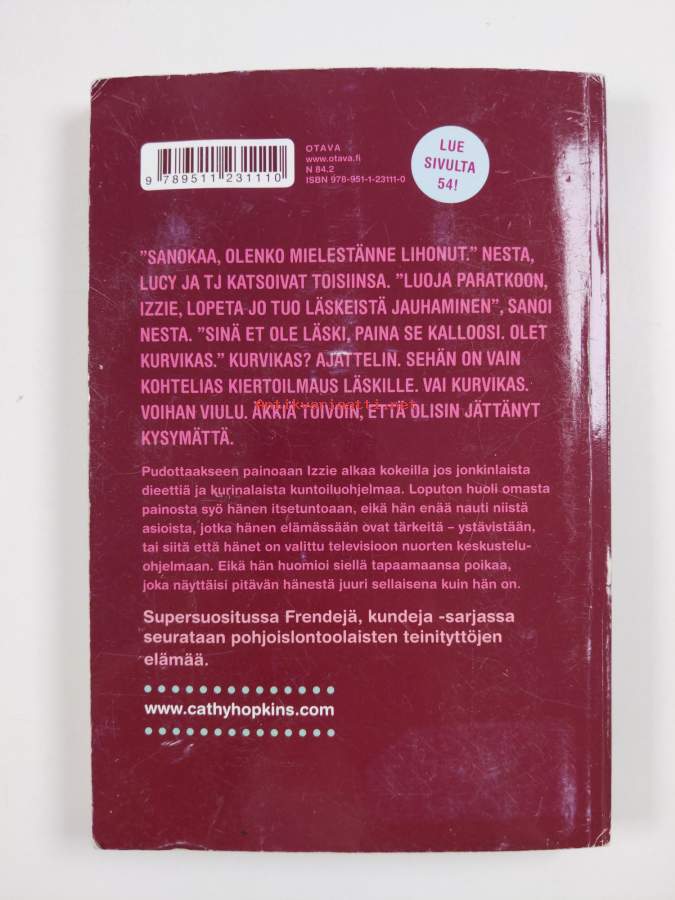 9 789511 231110
OTAVA
www.otava.fi
N 84.2
ISBN 978-951-1-23111-0
LUE
SIVULTA
54!
”SANOKAA, OLENKO MIELESTÄNNE LIHONUT.” NESTA,
LUCY JA TJ KATSOIVAT TOISIINSA. ”LUOJA PARATKOON,
IZZIE, LOPETA JO TUO LÄSKEISTÄ JAUHAMINEN”, SANOI
NESTA. ”SINÄ ET OLE LÄSKI, PAINA SE KALLOOSI. OLET
KURVIKAS.” KURVIKAS? AJATTELIN. SEHÄN ON VAIN
KOHTELIAS KIERTOILMAUS LÄSKILLE. VAI KURVIKAS.
VOIHAN VIULU. ÄKKIÄ TOIVOIN, ETTÄ OLISIN JÄTTÄNYT
KYSYMÄTTÄ.
Antikvariaatti.net
Pudottaakseen painoaan Izzie alkaa kokeilla jos jonkinlaista
dieettiä ja kurinalaista kuntoiluohjelmaa. Loputon huoli omasta
painosta syö hänen itsetuntoaan, eikä hän enää nauti niistä
asioista, jotka hänen elämässään ovat tärkeitä – ystävistään,
tai siitä että hänet on valittu televisioon nuorten keskustelu-
ohjelmaan. Eikä hän huomioi siellä tapaamaansa poikaa,
joka näyttäisi pitävän hänestä juuri sellaisena kuin hän on.
Supersuositussa Frendejä, kundeja -sarjassa
seurataan pohjoislontoolaisten teinityttöjen
elämää.
www.cathyhopkins.com